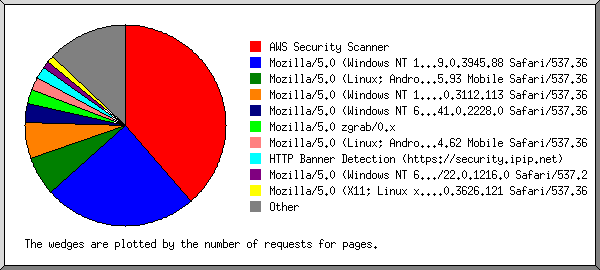 AWS Security Scanner
Mozilla/5.0 (Windows NT 1...9.0.3945.88 Safari/537.36
Mozilla/5.0 (Linux; Andro...5.93 Mobile Safari/537.36
Mozilla/5.0 (Windows NT 1....0.3112.113 Safari/537.36
Mozilla/5.0 (Windows NT 6...41.0.2228.0 Safari/537.36
Mozilla/5.0 zgrab/0.x
Mozilla/5.0 (Linux; Andro...4.62 Mobile Safari/537.36
HTTP Banner Detection (https://security.ipip.net)
Mozilla/5.0 (Windows NT 6.../22.0.1216.0 Safari/537.2
Mozilla/5.0 (X11; Linux x....0.3626.121 Safari/537.36
Other
The wedges are plotted by the number of requests for pages.